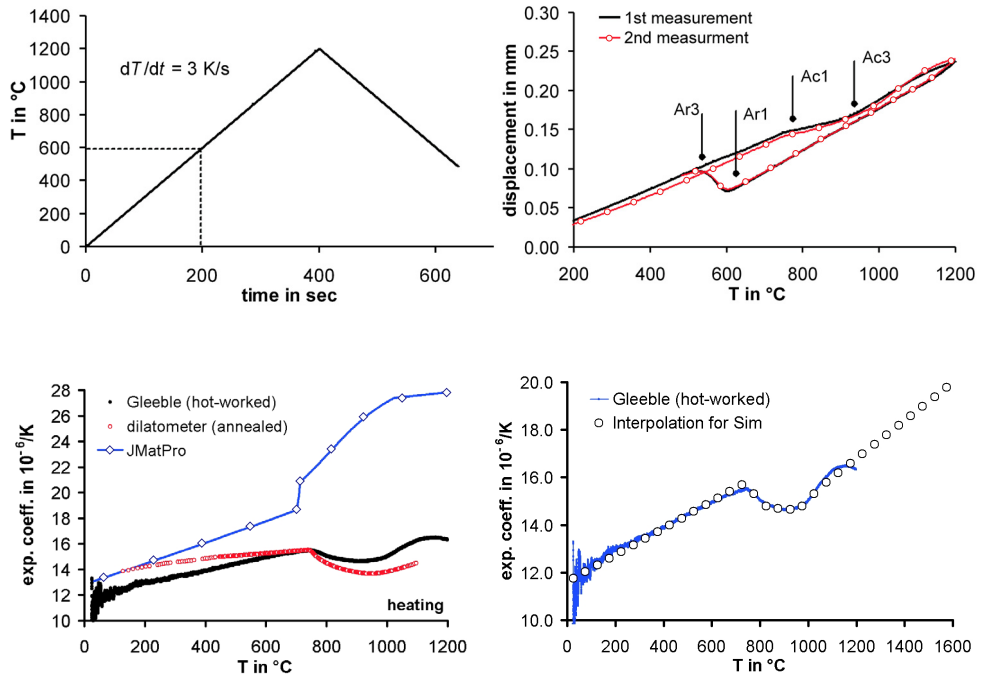 1400
1200
1000
800
600
400
200
0
T in °C
dT/dt = 3 K/s
0
200
400
600
time in sec
0.30
0.25
0.20
0.15
0.10
0.05
0.00
displacement in mm
1st measurement
2nd measurment
Ac1
Ac3
Ar3
Ar1
200
400
600
800
1000
1200
T in °C
28
26
24
22
20
18
16
14
12
10
exp. coeff. in 10⁻⁶/K
Gleeble (hot-worked)
dilatometer (annealed)
JMatPro
heating
0
200
400
600
800
1000
1200
T in °C
20.0
18.0
16.0
14.0
12.0
10.0
exp. coeff. in 10⁻⁶/K
Gleeble (hot-worked)
Interpolation for Sim
0
200
400
600
800
1000
1200
1400
1600
T in °C